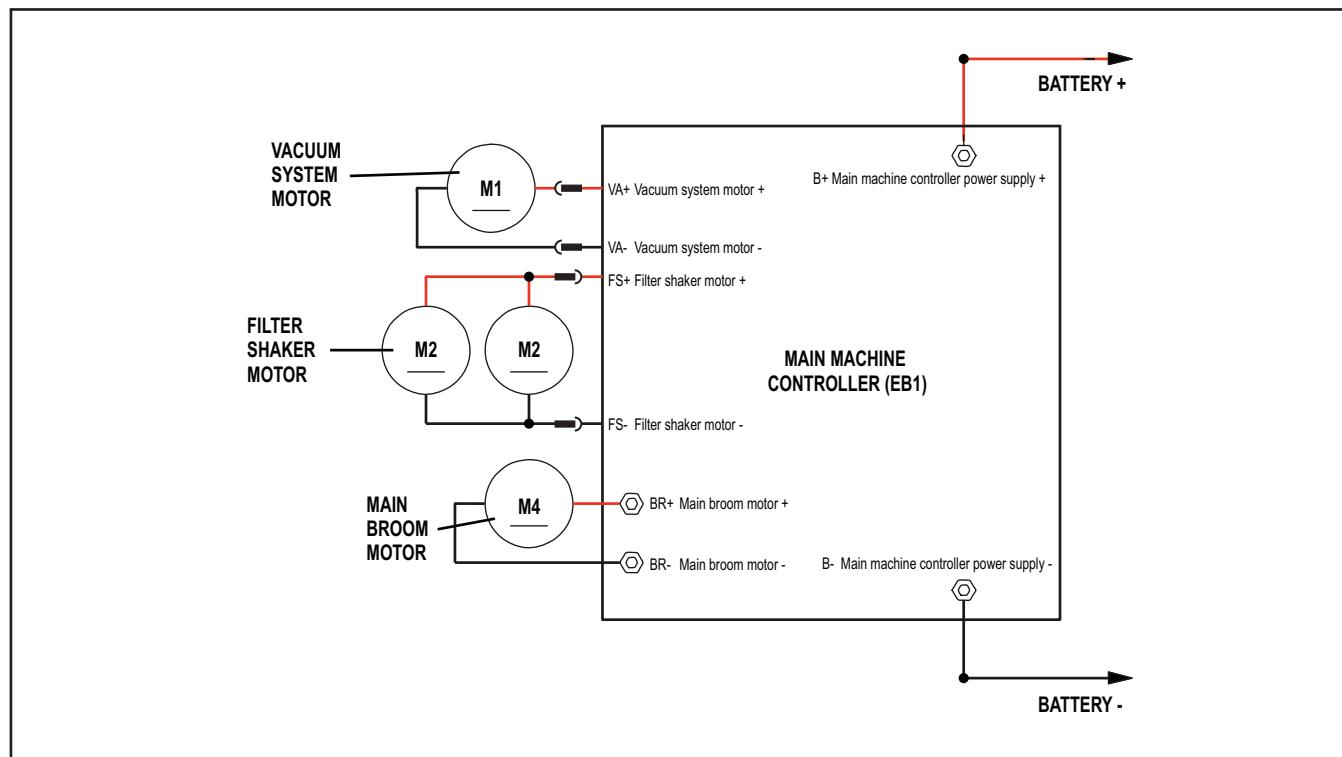 BATTERY +
VACUUM
SYSTEM
MOTOR
M1
VA+ Vacuum system motor +
B+ Main machine controller power supply +
VA- Vacuum system motor -
FS+ Filter shaker motor +
FILTER
SHAKER
MOTOR
M2
M2
MAIN MACHINE
CONTROLLER (EB1)
FS- Filter shaker motor -
MAIN
BROOM
MOTOR
M4
BR+ Main broom motor +
BR- Main broom motor -
B- Main machine controller power supply -
BATTERY -